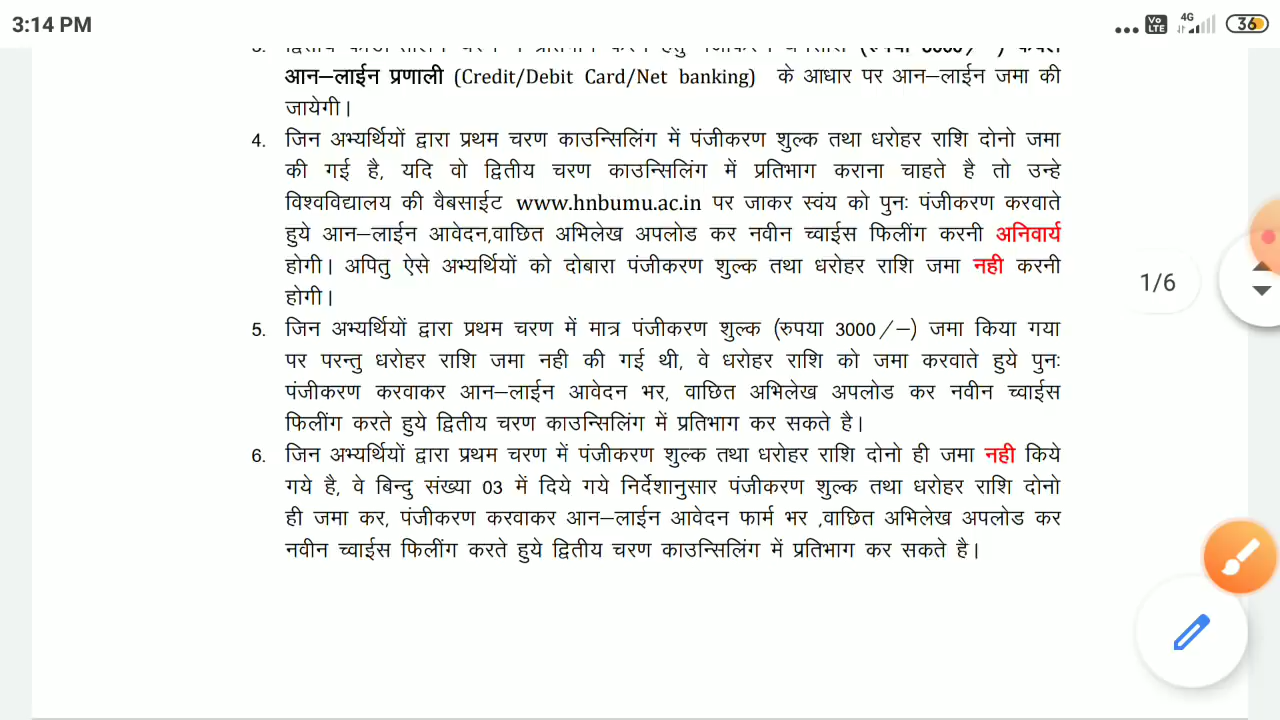 3:14 PM
Vo LTE 4G 36
(रुपया 3000/-)
आन–लाईन प्रणाली (Credit/Debit Card/Net banking) के आधार पर आन–लाईन जमा की
जायेगी।
4. जिन अभ्यर्थियों द्वारा प्रथम चरण काउन्सिलिंग में पंजीकरण शुल्क तथा धरोहर राशि दोनो जमा
की गई है, यदि वो द्वितीय चरण काउन्सिलिंग में प्रतिभाग कराना चाहते है तो उन्हे
विश्वविद्यालय की वैबसाईट www.hnbumu.ac.in पर जाकर स्वंय को पुनः पंजीकरण करवाते
हुये आन–लाईन आवेदन,वाछित अभिलेख अपलोड कर नवीन च्वाईस फिलींग करनी अनिवार्य
होगी। अपितु ऐसे अभ्यर्थियों को दोबारा पंजीकरण शुल्क तथा धरोहर राशि जमा नही करनी
होगी।
1/6
5. जिन अभ्यर्थियों द्वारा प्रथम चरण में मात्र पंजीकरण शुल्क (रुपया 3000/–) जमा किया गया
पर परन्तु धरोहर राशि जमा नही की गई थी, वे धरोहर राशि को जमा करवाते हुये पुनः
पंजीकरण करवाकर आन–लाईन आवेदन भर, वाछित अभिलेख अपलोड कर नवीन च्वाईस
फिलींग करते हुये द्वितीय चरण काउन्सिलिंग में प्रतिभाग कर सकते है।
6. जिन अभ्यर्थियों द्वारा प्रथम चरण में पंजीकरण शुल्क तथा धरोहर राशि दोनो ही जमा नही किये
गये है, वे बिन्दु संख्या 03 में दिये गये निर्देशानुसार पंजीकरण शुल्क तथा धरोहर राशि दोनो
ही जमा कर, पंजीकरण करवाकर आन–लाईन आवेदन फार्म भर ,वाछित अभिलेख अपलोड कर
नवीन च्वाईस फिलींग करते हुये द्वितीय चरण काउन्सिलिंग में प्रतिभाग कर सकते है।